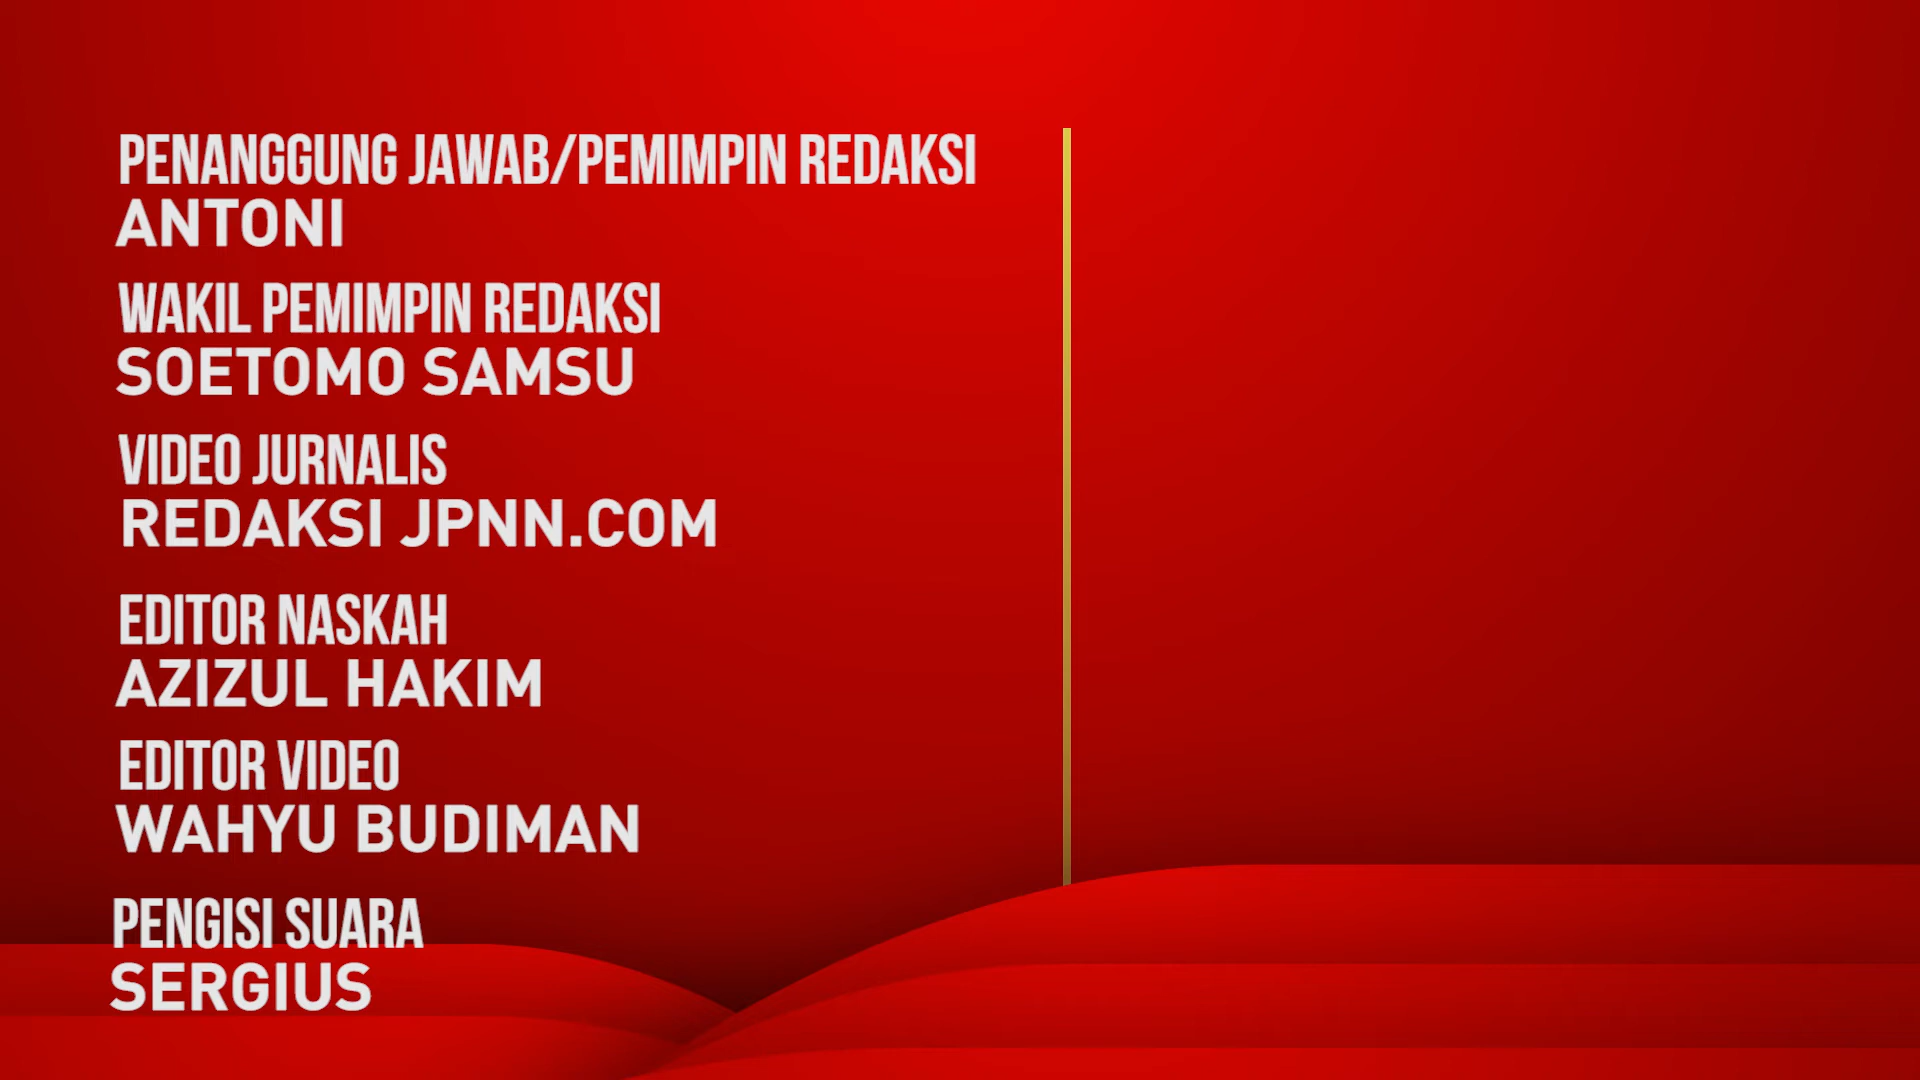 PENANGGUNG JAWAB/PEMIMPIN REDAKSI
ANTONI
WAKIL PEMIMPIN REDAKSI
SOETOMO SAMSU
VIDEO JURNALIS
REDAKSI JPNN.COM
EDITOR NASKAH
AZIZUL HAKIM
EDITOR VIDEO
WAHYU BUDIMAN
PENGISI SUARA
SERGIUS